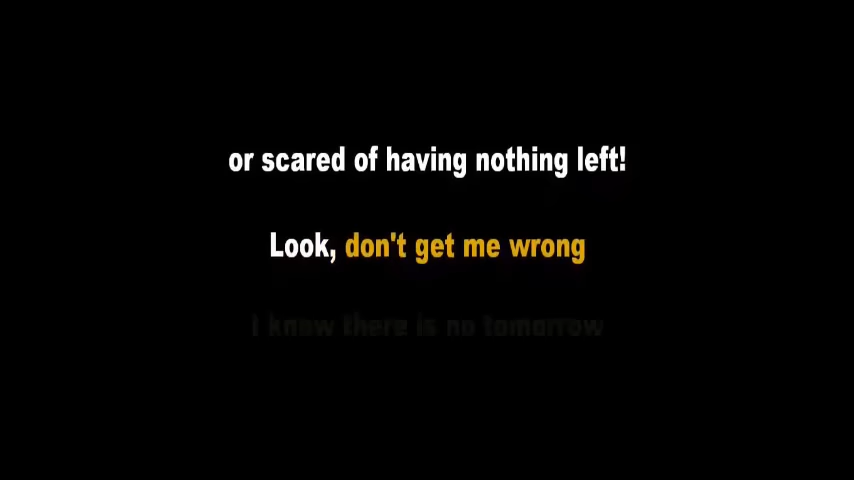 or scared of having nothing left!
Look, don't get me wrong
I know there is no tomorrow